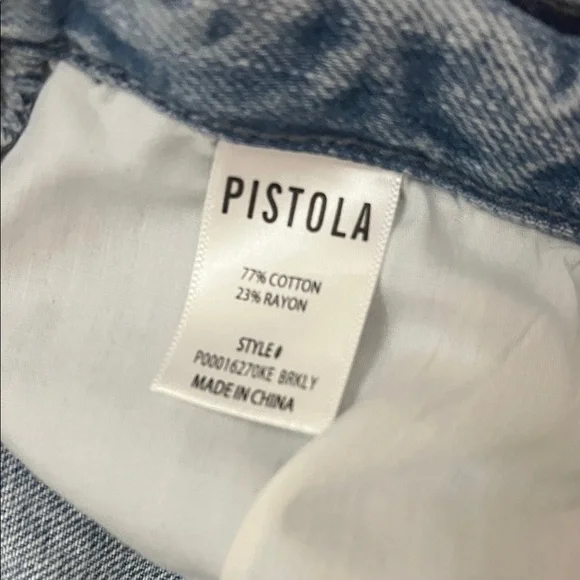 PISTOLA
77% COTTON
23% RAYON
STYLE#
P00016270KE BRKLY
MADE IN CHINA